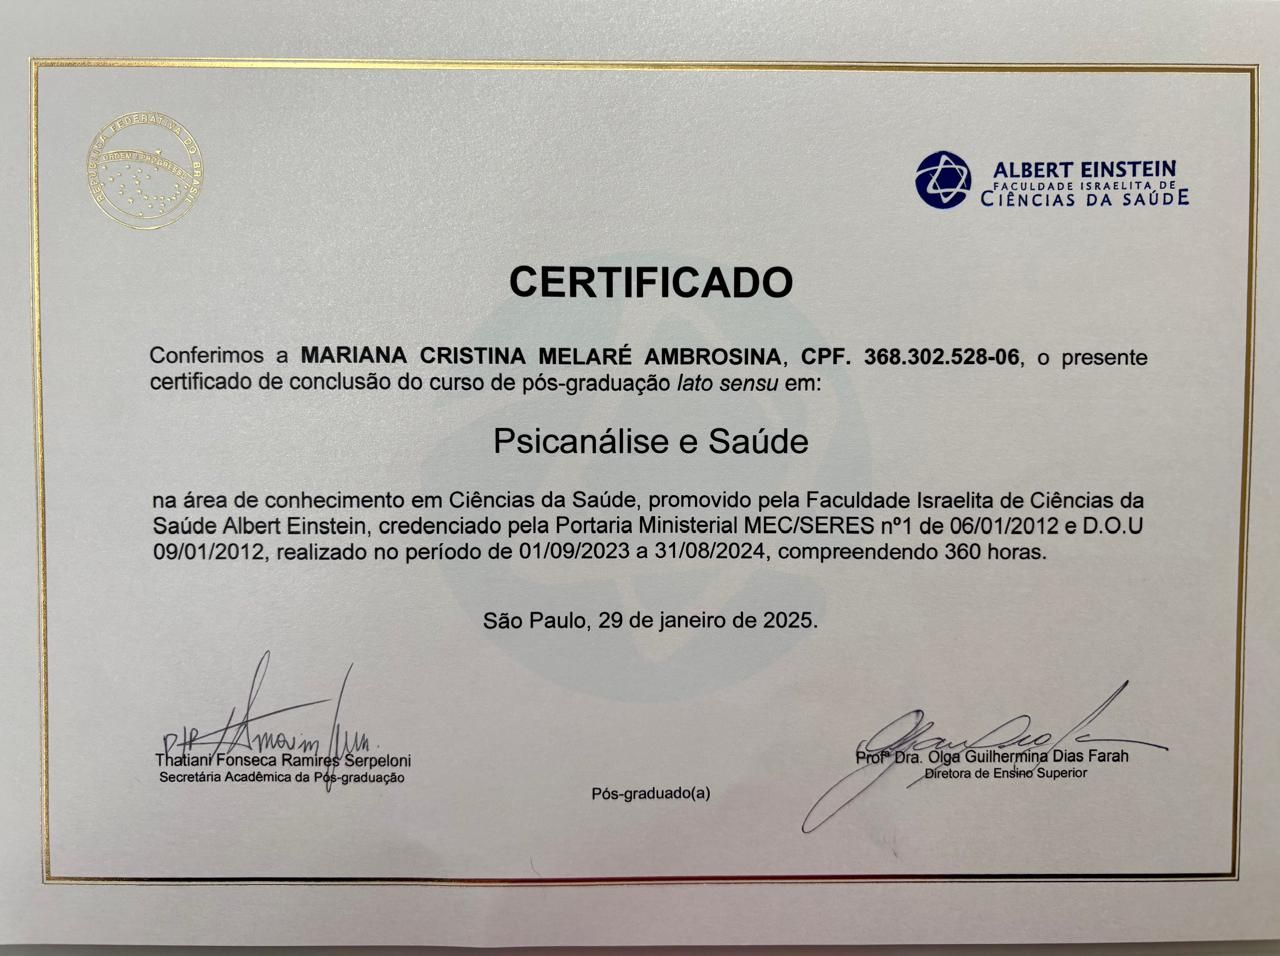 REPÚBLICA FEDERATIVA DO BRASIL
ORDEM E PROGRESSO
ALBERT EINSTEIN
FACULDADE ISRAELITA DE
CIÊNCIAS DA SAÚDE
CERTIFICADO
Conferimos a MARIANA CRISTINA MELARÉ AMBROSINA, CPF. 368.302.528-06, o presente
certificado de conclusão do curso de pós-graduação lato sensu em:
Psicanálise e Saúde
na área de conhecimento em Ciências da Saúde, promovido pela Faculdade Israelita de Ciências da
Saúde Albert Einstein, credenciado pela Portaria Ministerial MEC/SERES nº1 de 06/01/2012 e D.O.U
09/01/2012, realizado no período de 01/09/2023 a 31/08/2024, compreendendo 360 horas.
São Paulo, 29 de janeiro de 2025.
Thatiani Fonseca Ramires Serpeloni
Secretária Acadêmica da Pós-graduação
Profª Dra. Olga Guilhermina Dias Farah
Diretora de Ensino Superior
Pós-graduado(a)